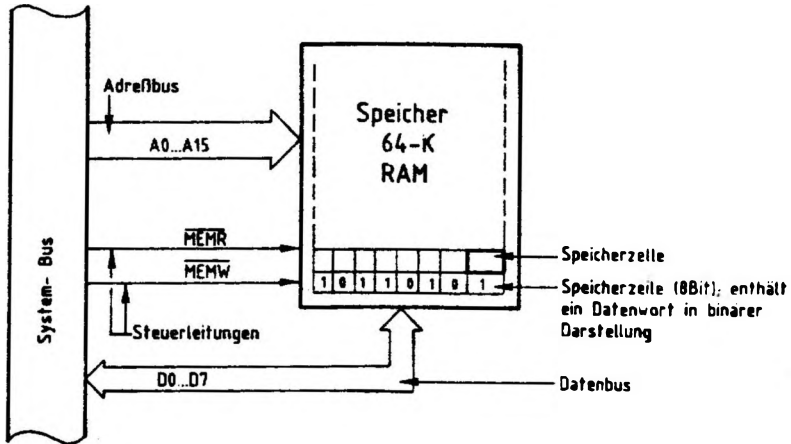 Adreßbus
A0...A15
Speicher
64-K
RAM
System-Bus
MEMR
MEMW
Steuerleitungen
D0...D7
1 0 1 1 0 1 0 1
Speicherzelle
Speicherzeile (8Bit); enthält
ein Datenwort in binärer
Darstellung
Datenbus